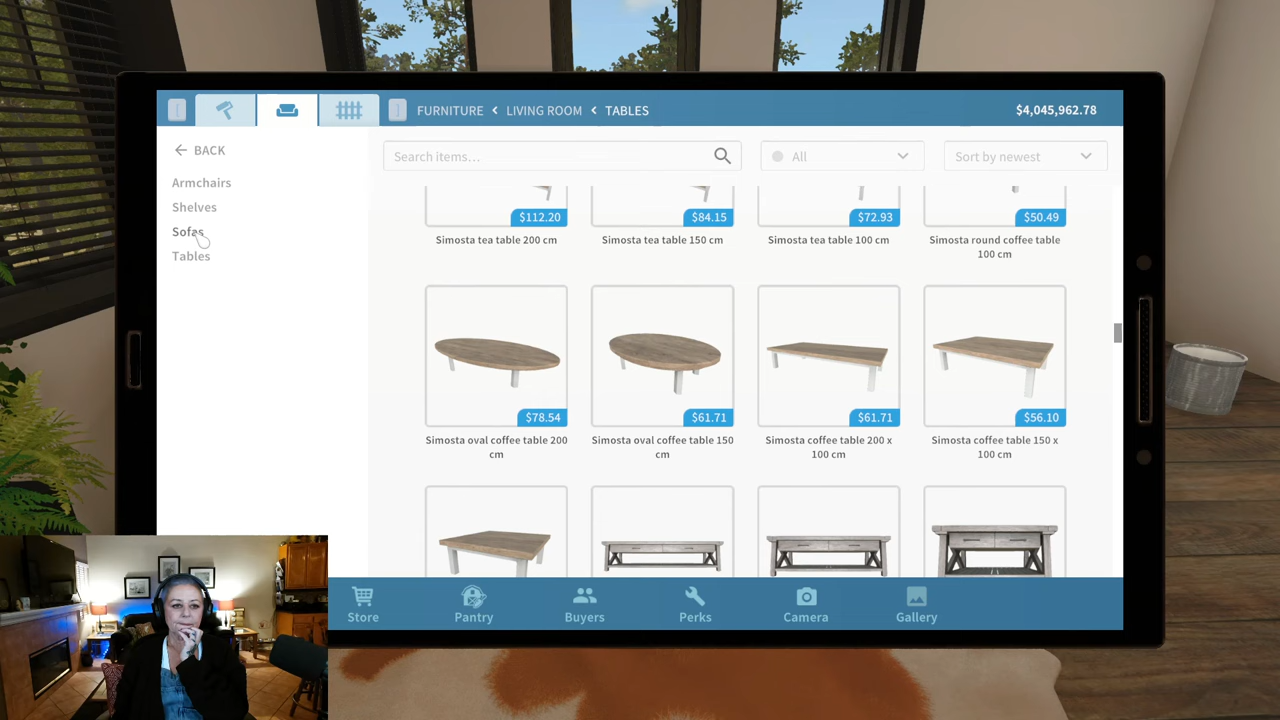 FURNITURE < LIVING ROOM < TABLES
$4,045,962.78
BACK
Search items...
All
Sort by newest
Armchairs
Shelves
Sofas
Tables
$112.20
$84.15
$72.93
$50.49
Simosta tea table 200 cm
Simosta tea table 150 cm
Simosta tea table 100 cm
Simosta round coffee table
100 cm
$78.54
$61.71
$61.71
$56.10
Simosta oval coffee table 200
cm
Simosta oval coffee table 150
cm
Simosta coffee table 200 x
100 cm
Simosta coffee table 150 x
100 cm
Store
Pantry
Buyers
Perks
Camera
Gallery